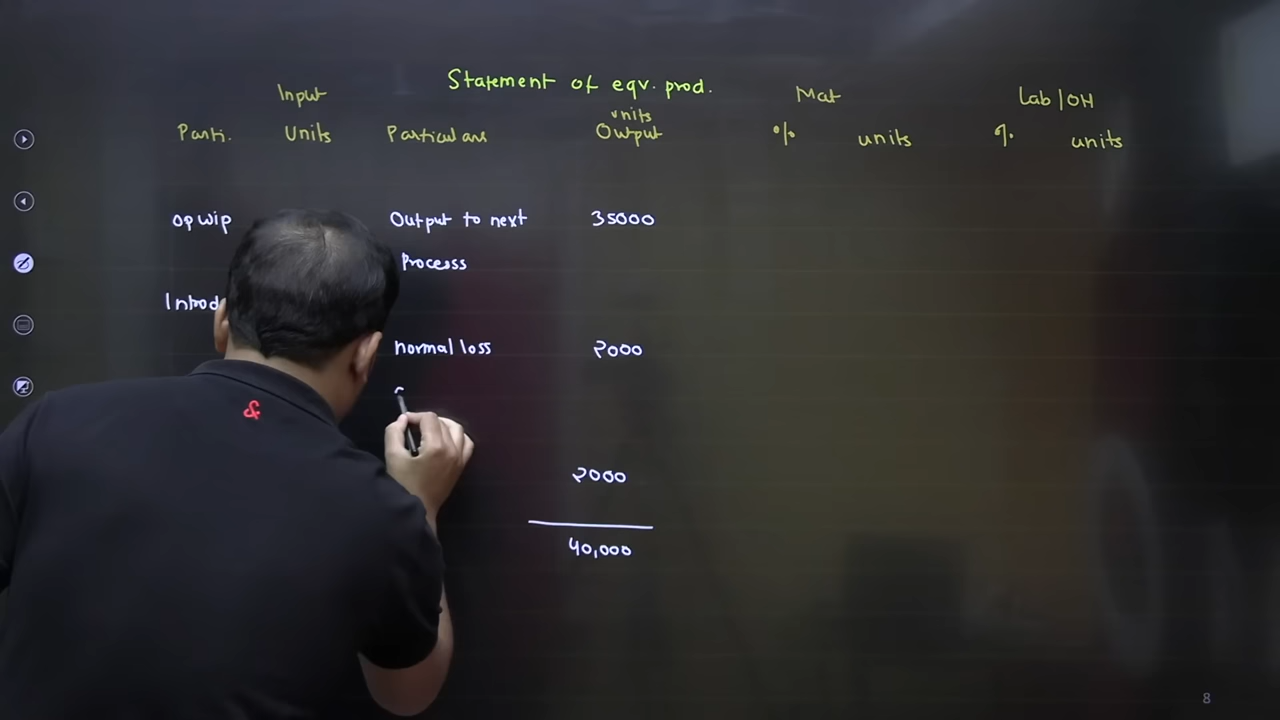 Statement of eqv. prod.
Input Mat Lab/OH
Parti. Units Particulars units Output % units % units
Op wip Output to next 35000
Process
Introd
normal loss 2000
2000
40,000
8